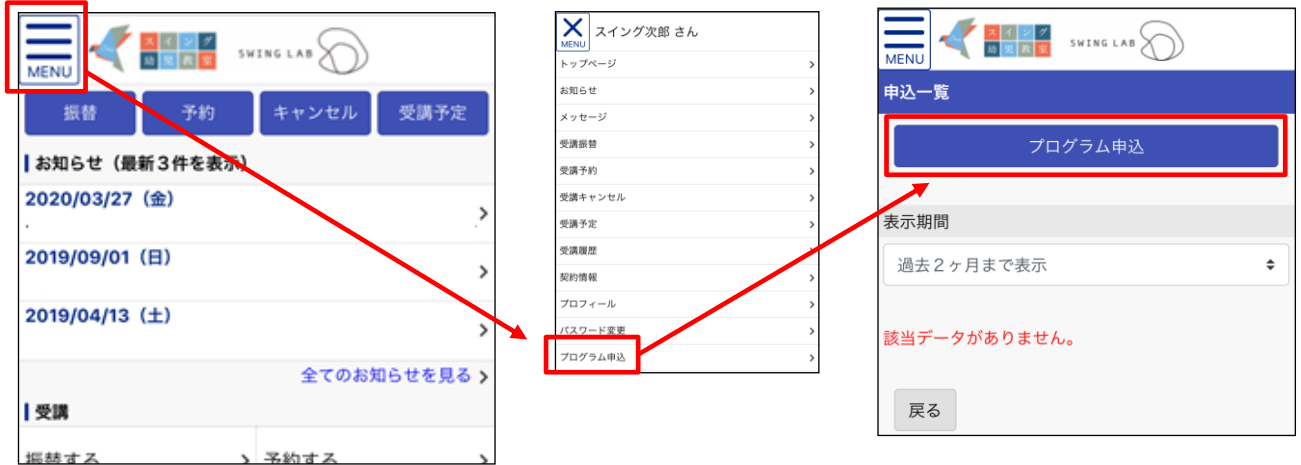 MENU
スイング
幼児教室
SWING LAB
振替
予約
キャンセル
受講予定
お知らせ（最新３件を表示）
2020/03/27（金）
2019/09/01（日）
2019/04/13（土）
全てのお知らせを見る
受講
振替する
予約する
MENU
スイング次郎 さん
トップページ
お知らせ
メッセージ
受講振替
受講予約
受講キャンセル
受講予定
受講履歴
契約情報
プロフィール
パスワード変更
プログラム申込
MENU
スイング
幼児教室
SWING LAB
申込一覧
プログラム申込
表示期間
過去２ヶ月まで表示
該当データがありません。
戻る